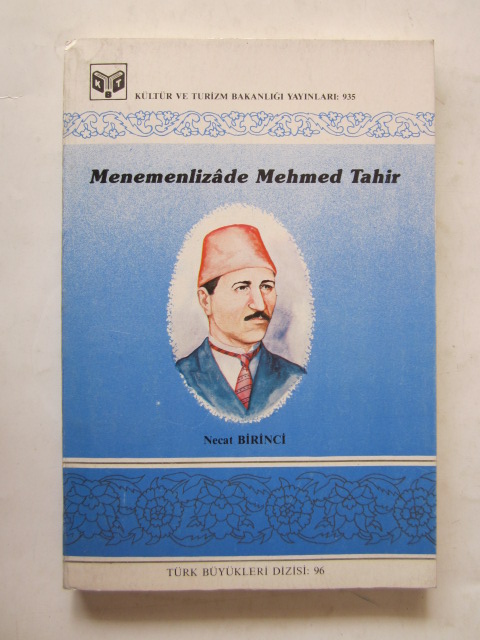 K T
B
KÜLTÜR VE TURİZM BAKANLIĞI YAYINLARI: 935
Menemenlizâde Mehmed Tahir
Necat BİRİNCİ
TÜRK BÜYÜKLERİ DİZİSİ: 96